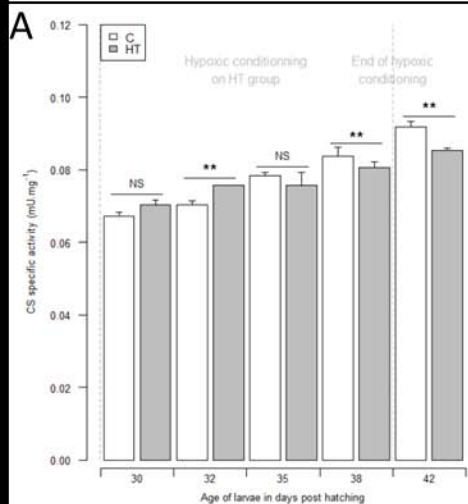 A
C
HT
Hypoxic conditionning
on HT group
End of hypoxic
conditioning
CS specific activity (mU.mg⁻¹)
0.12
0.10
0.08
0.06
0.04
0.02
0.00
NS
**
NS
**
**
30
32
35
38
42
Age of larvae in days post hatching